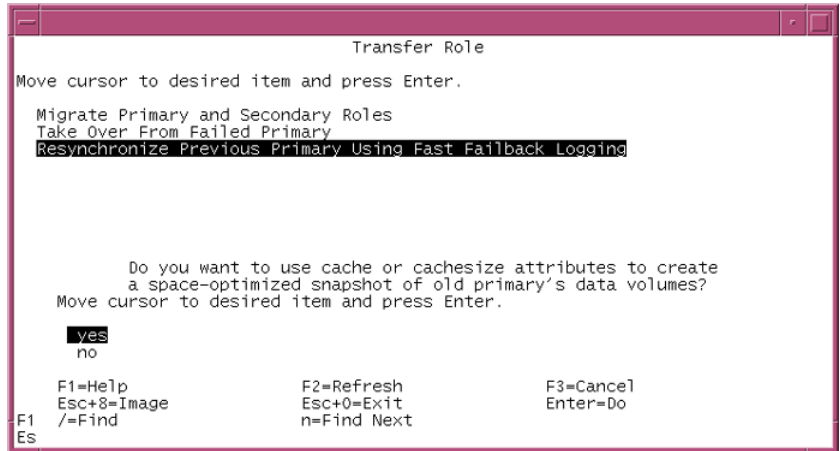 Transfer Role
Move cursor to desired item and press Enter.
Migrate Primary and Secondary Roles
Take Over From Failed Primary
Resynchronize Previous Primary Using Fast Failback Logging
Do you want to use cache or cachesize attributes to create
a space-optimized snapshot of old primary's data volumes?
Move cursor to desired item and press Enter.
yes
no
F1=Help F2=Refresh F3=Cancel
Esc+8=Image Esc+0=Exit Enter=Do
F1 /=Find n=Find Next
Es